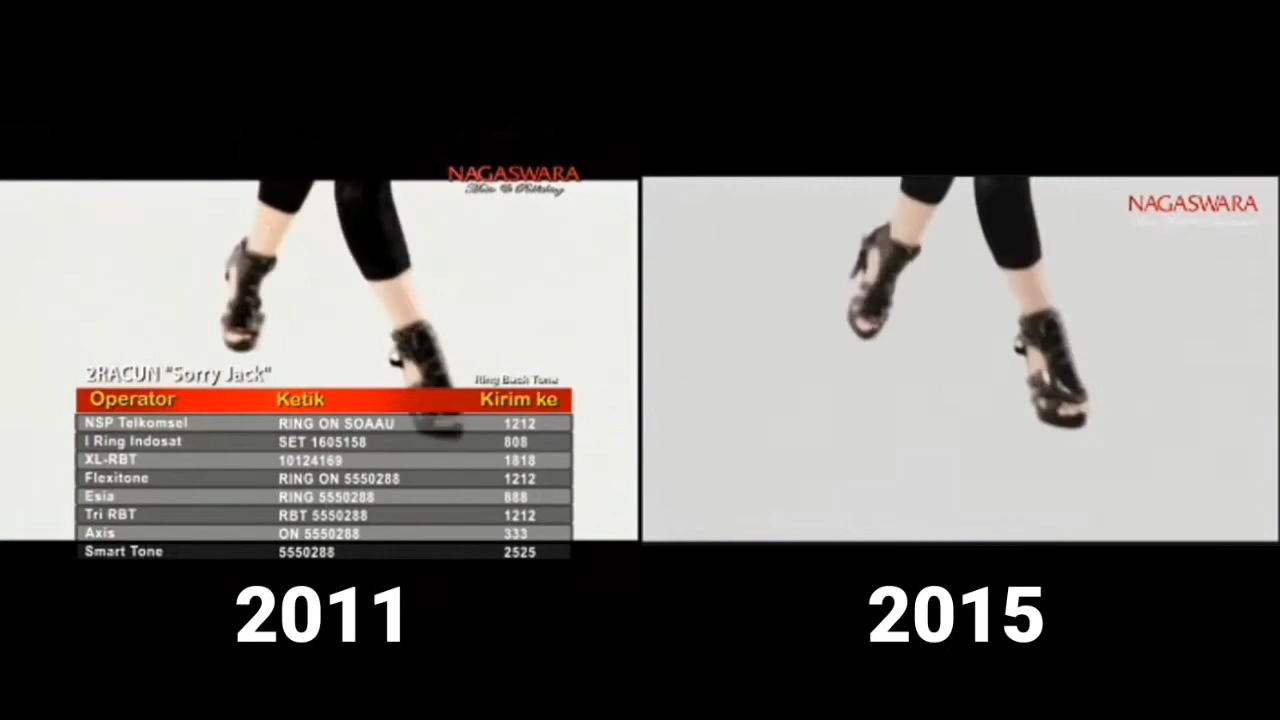 NAGASWARA
2RACUN "Sorry Jack"
Ring Back Tone
Operator Ketik Kirim ke
NSP Telkomsel RING ON SOAAU 1212
I Ring Indosat SET 1605158 808
XL-RBT 10124169 1818
Flexitone RING ON 5550288 1212
Esia RING 5550288 888
Tri RBT RBT 5550288 1212
Axis ON 5550288 333
Smart Tone 5550288 2525
2011
NAGASWARA
2015